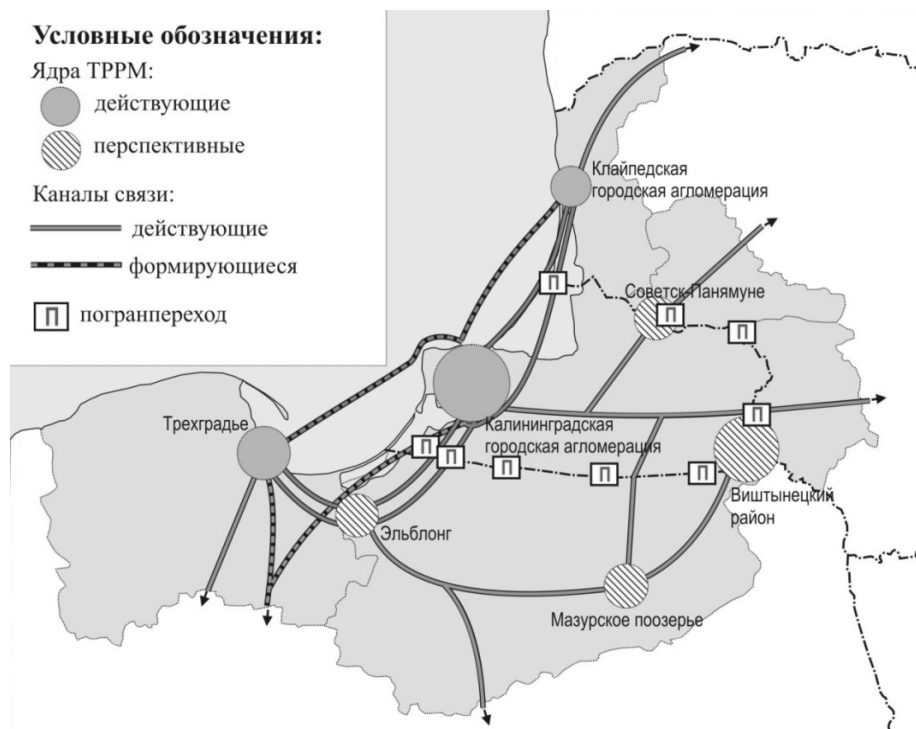 Условные обозначения:
Ядра ТРРМ:
действующие
перспективные
Каналы связи:
действующие
формирующиеся
П погранпереход
Клайпедская
городская агломерация
П
Советск-Панямуне
П
П
Трехградье
Калининградская
городская агломерация
П
П
П
П
П
П
Виштынецкий
район
Эльблонг
Мазурское поозерье